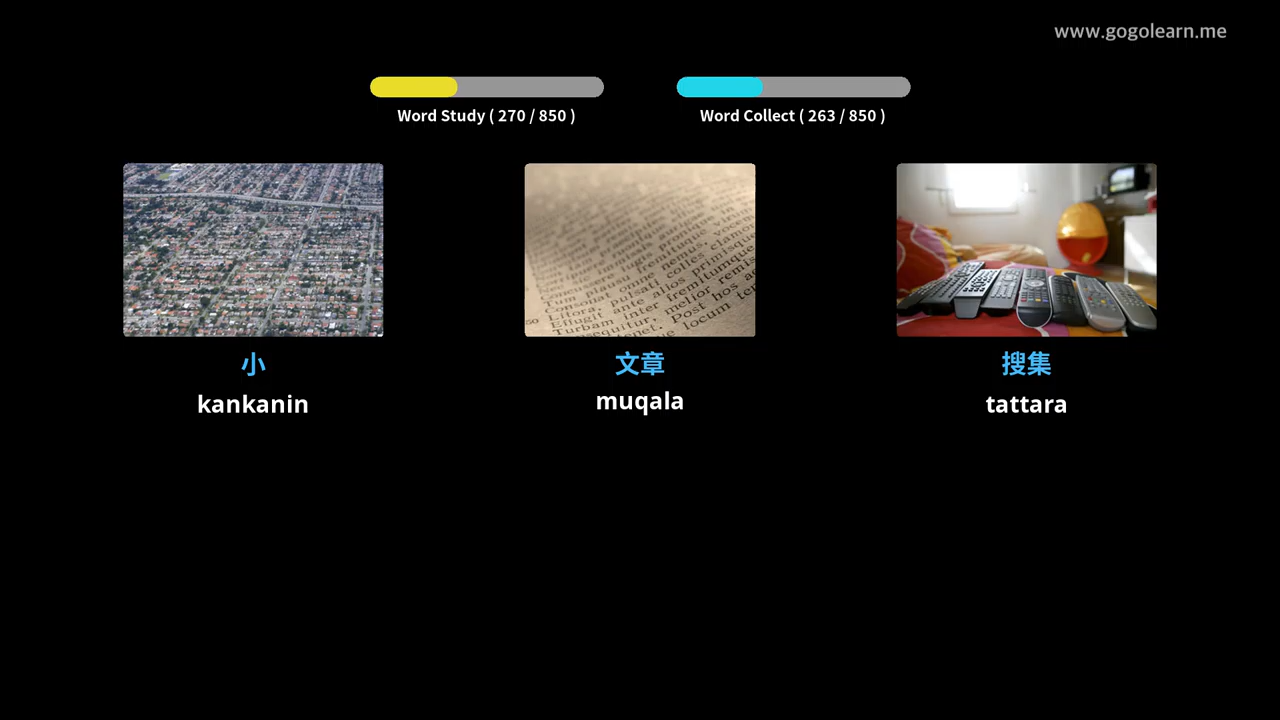 www.gogolearn.me
Word Study ( 270 / 850 )
Word Collect ( 263 / 850 )
小
kankanin
文章
muqala
搜集
tattara